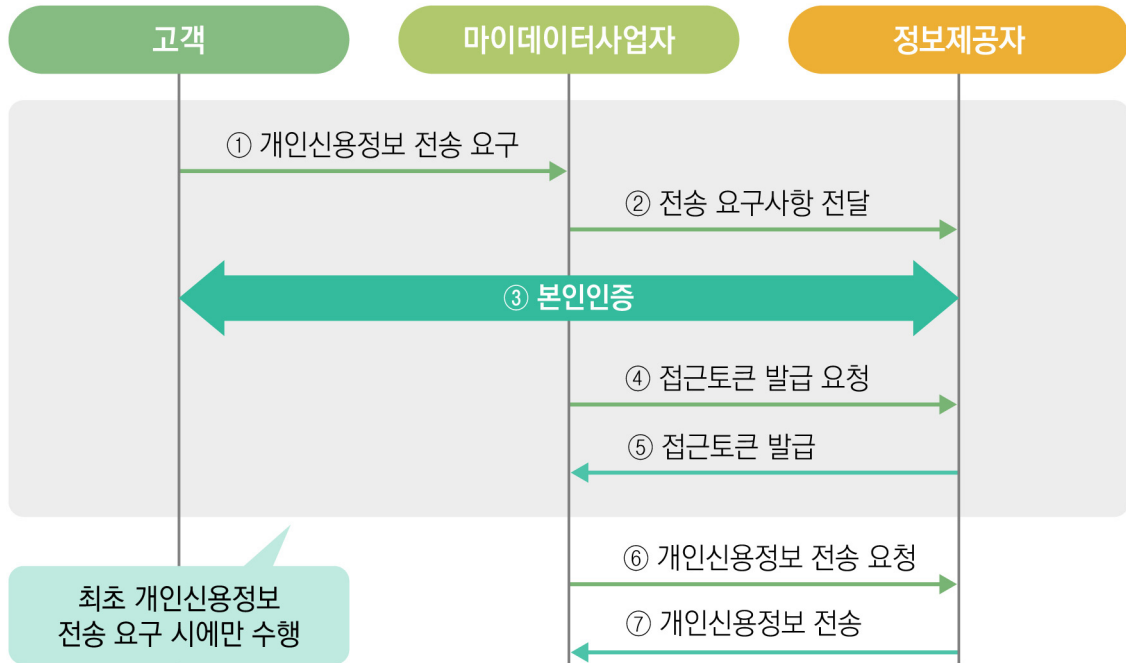 고객
마이데이터사업자
정보제공자
① 개인신용정보 전송 요구
② 전송 요구사항 전달
③ 본인인증
④ 접근토큰 발급 요청
⑤ 접근토큰 발급
⑥ 개인신용정보 전송 요청
최초 개인신용정보
전송 요구 시에만 수행
⑦ 개인신용정보 전송